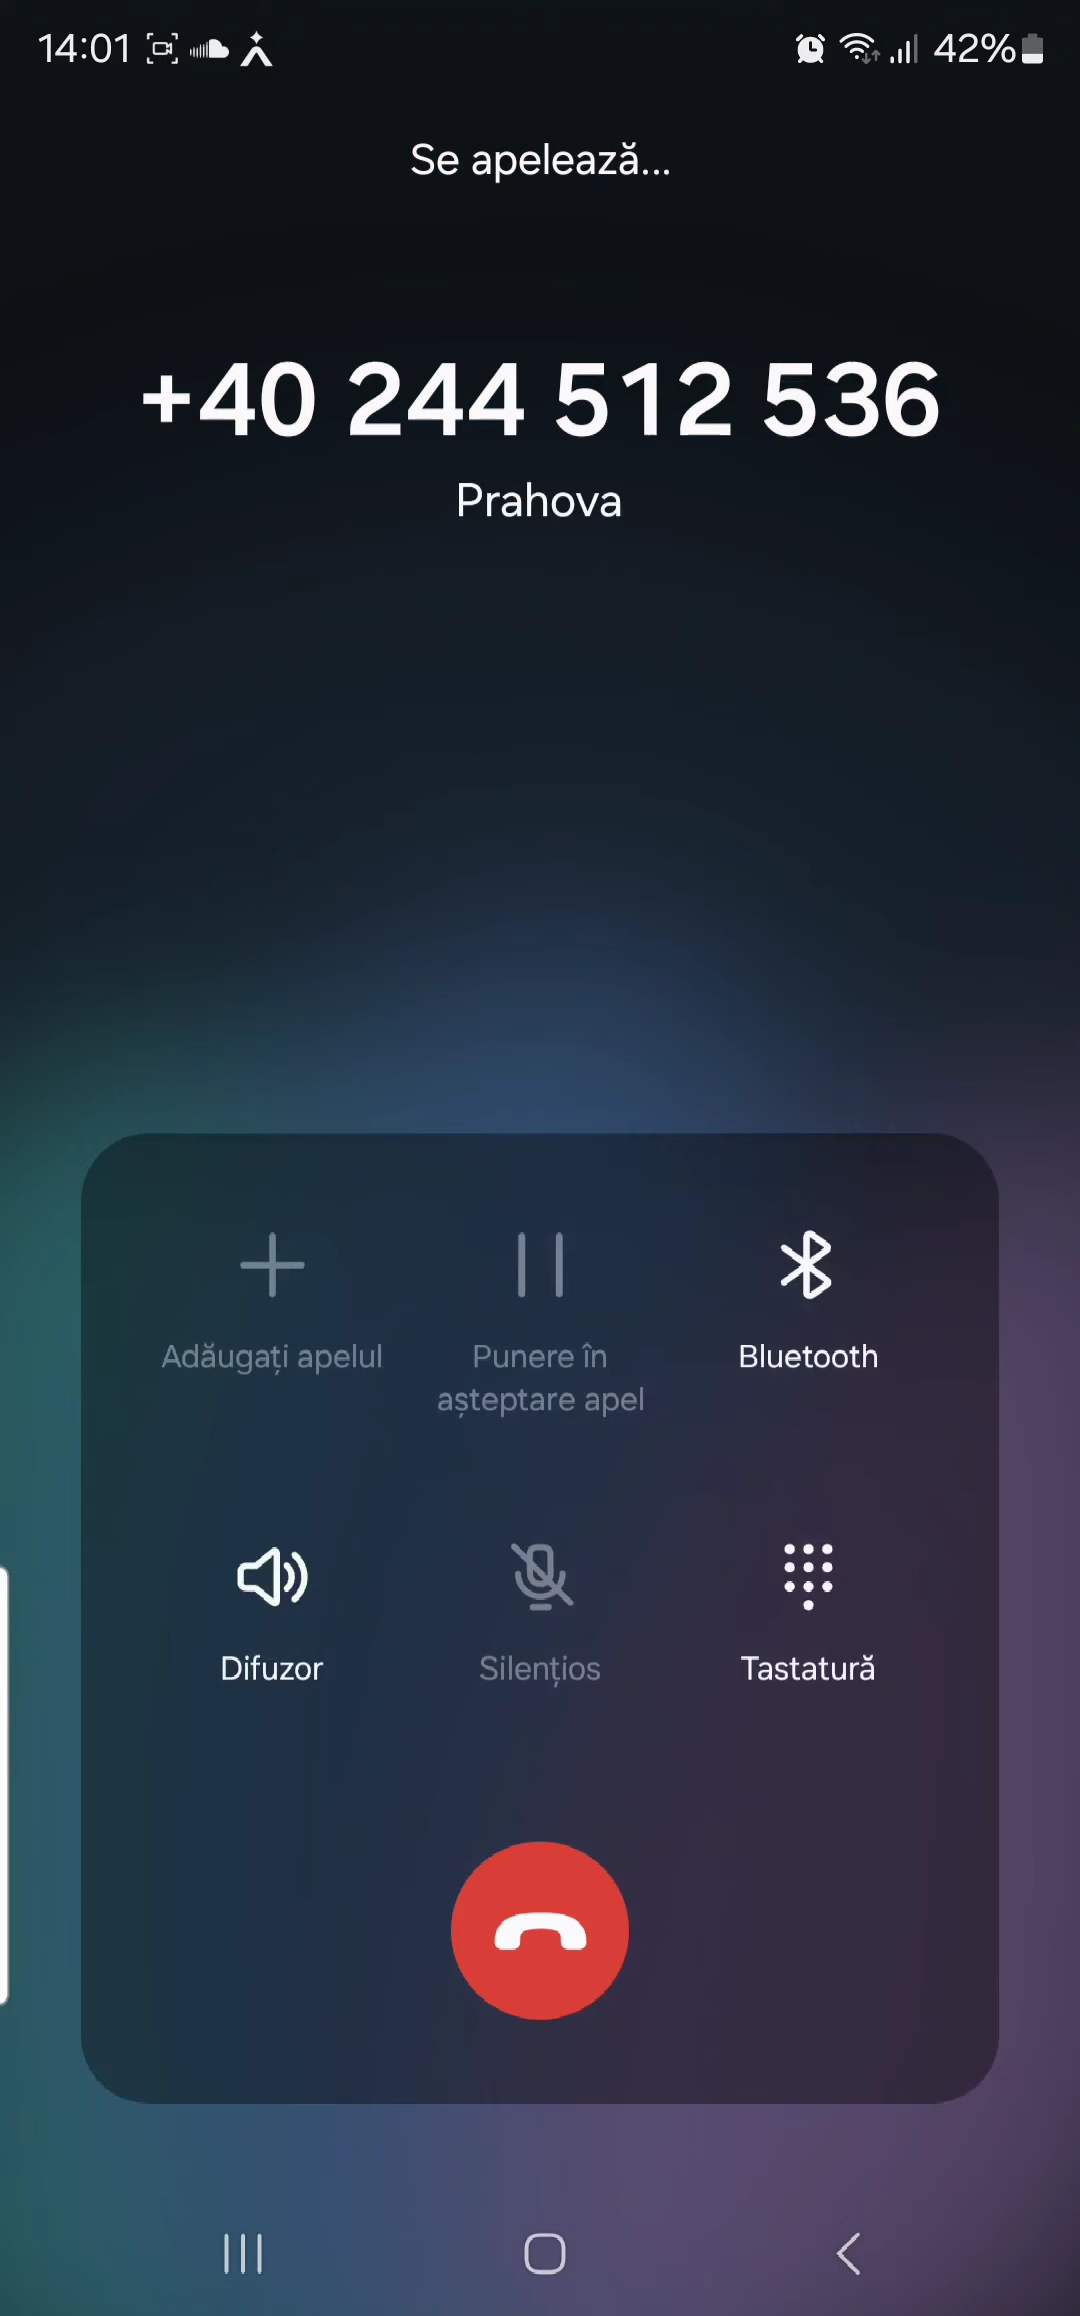 14:01
42%
Se apelează...
+40 244 512 536
Prahova
Adăugați apelul
Punere în
așteptare apel
Bluetooth
Difuzor
Silențios
Tastatură